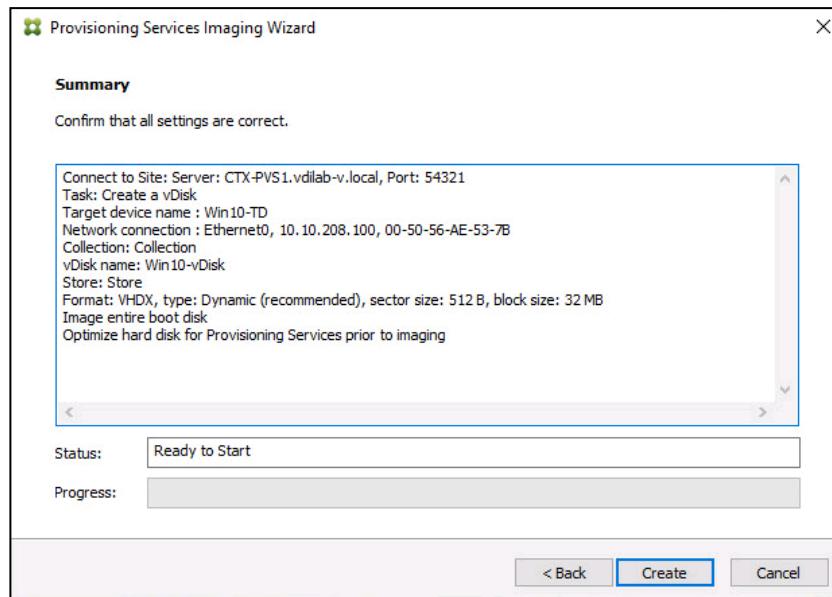 Provisioning Services Imaging Wizard
Summary
Confirm that all settings are correct.
Connect to Site: Server: CTX-PVS1.vdilab-v.local, Port: 54321
Task: Create a vDisk
Target device name : Win10-TD
Network connection : Ethernet0, 10.10.208.100, 00-50-56-AE-53-7B
Collection: Collection
vDisk name: Win10-vDisk
Store: Store
Format: VHDX, type: Dynamic (recommended), sector size: 512 B, block size: 32 MB
Image entire boot disk
Optimize hard disk for Provisioning Services prior to imaging
Status: Ready to Start
Progress:
< Back Create Cancel